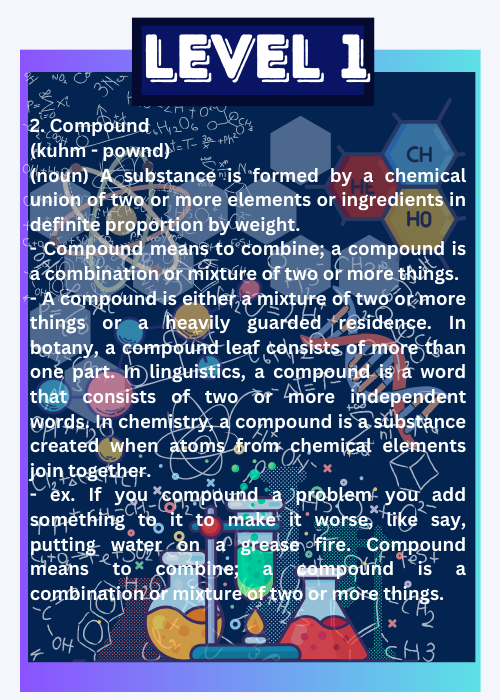 LEVEL 1
2. Compound
(kuhm - pownd)
(noun) A substance is formed by a chemical
union of two or more elements or ingredients in
definite proportion by weight.
- Compound means to combine; a compound is
a combination or mixture of two or more things.
- A compound is either a mixture of two or more
things or a heavily guarded residence. In
botany, a compound leaf consists of more than
one part. In linguistics, a compound is a word
that consists of two or more independent
words. In chemistry, a compound is a substance
created when atoms from chemical elements
join together.
- ex. If you compound a problem you add
something to it to make it worse, like say,
putting water on a grease fire. Compound
means to combine; a compound is a
combination or mixture of two or more things.
CH
HE
HO
CH2
OH
CH3